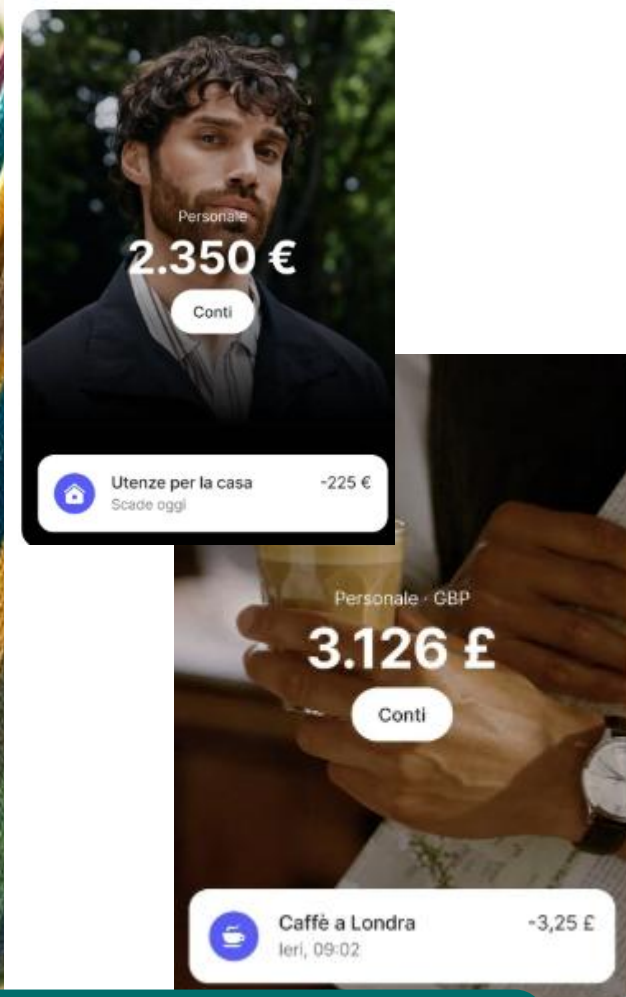 Personale
2.350 €
Conti
Utenze per la casa
-225 €
Scade oggi
Personale · GBP
3.126 £
Conti
Caffè a Londra
-3,25 £
Ieri, 09:02